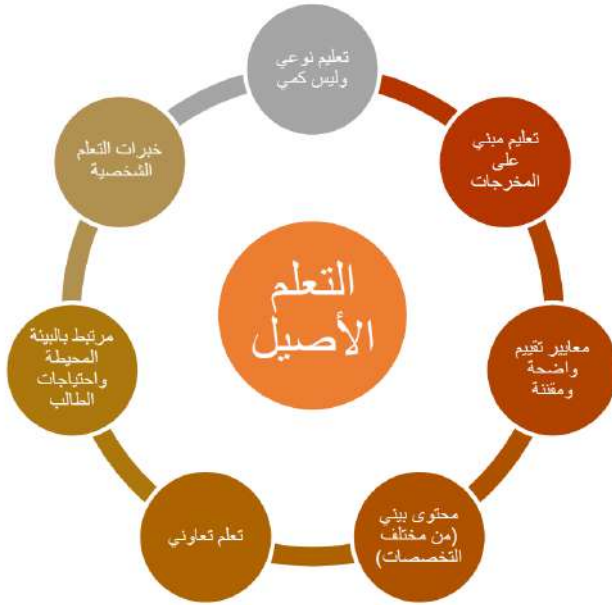 تعليم نوعي
وليس كمي
تعليم مبني
على
المخرجات
معايير تقييم
واضحة
ومقننة
محتوى بيني
(من مختلف
التخصصات)
تعلم تعاوني
مرتبط بالبيئة
المحيطة
واحتياجات
الطالب
خبرات التعلم
الشخصية
التعلم
الأصيل